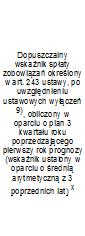 Dopuszczalny
wskaźnik spłaty
zobowiązań określony
w art. 243 ustawy, po
uwzględnieniu
ustawowych wyłączeń
9), obliczony w
oparciu o plan 3
kwartału roku
poprzedzającego
pierwszy rok prognozy
(wskaźnik ustalony w
oparciu o średnią
arytmetyczną z 3
poprzednich lat) x